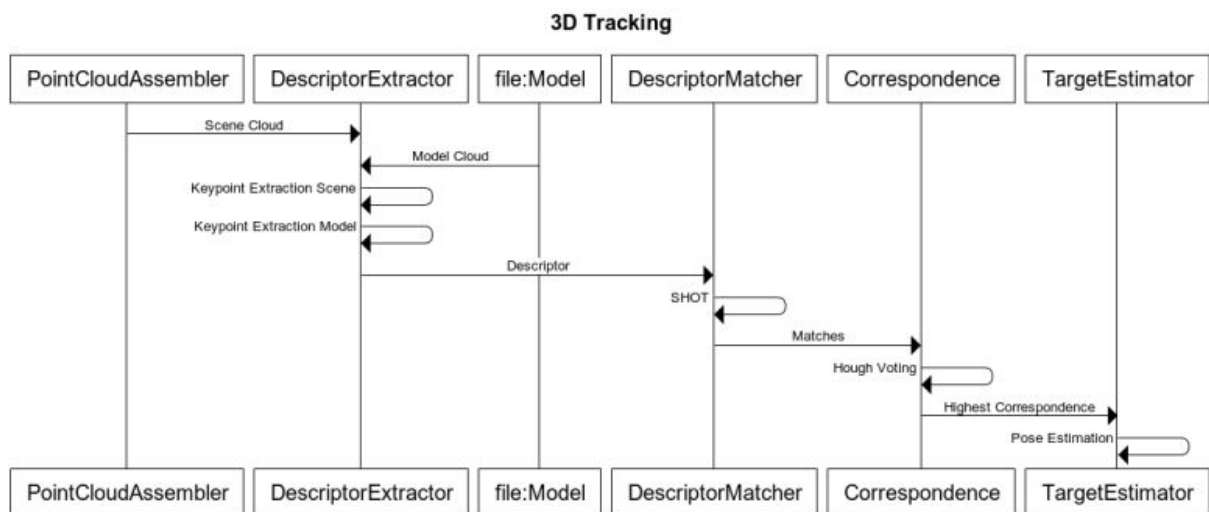 3D Tracking
PointCloudAssembler DescriptorExtractor file:Model DescriptorMatcher Correspondence TargetEstimator
Scene Cloud
Model Cloud
Keypoint Extraction Scene
Keypoint Extraction Model
Descriptor
SHOT
Matches
Hough Voting
Highest Correspondence
Pose Estimation
PointCloudAssembler DescriptorExtractor file:Model DescriptorMatcher Correspondence TargetEstimator